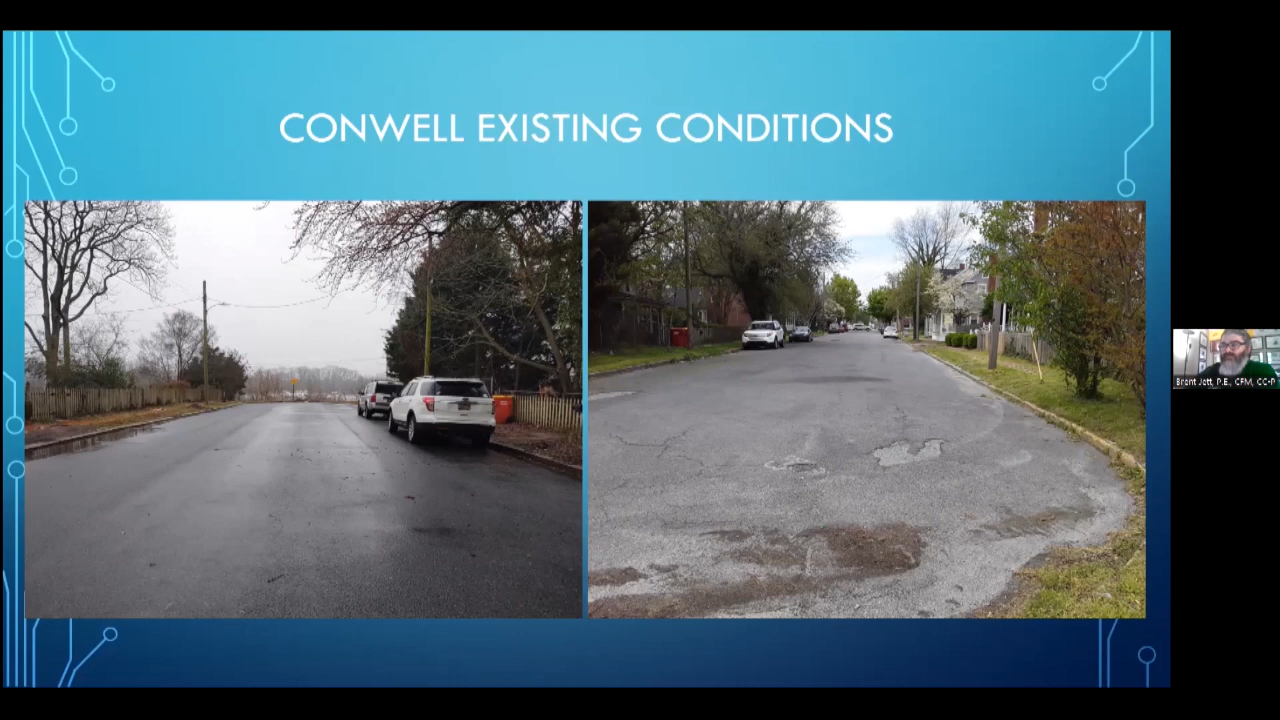 CONWELL EXISTING CONDITIONS
Brent Jett, P.E., CFM, CC-P